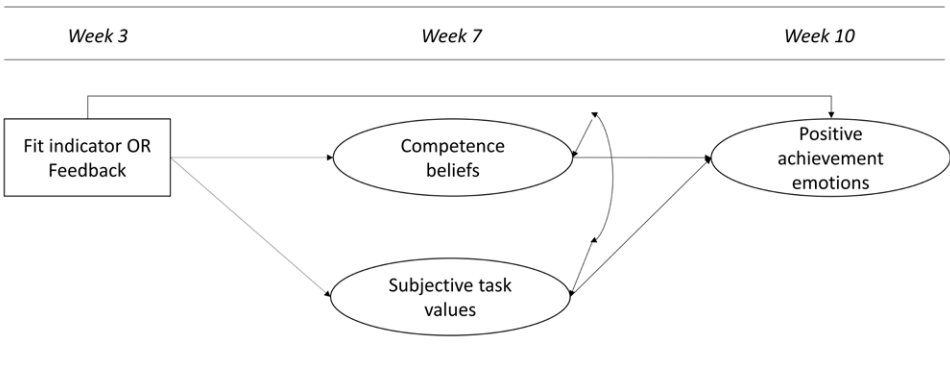 Week 3
Week 7
Week 10
Fit indicator OR
Feedback
Competence
beliefs
Positive
achievement
emotions
Subjective task
values